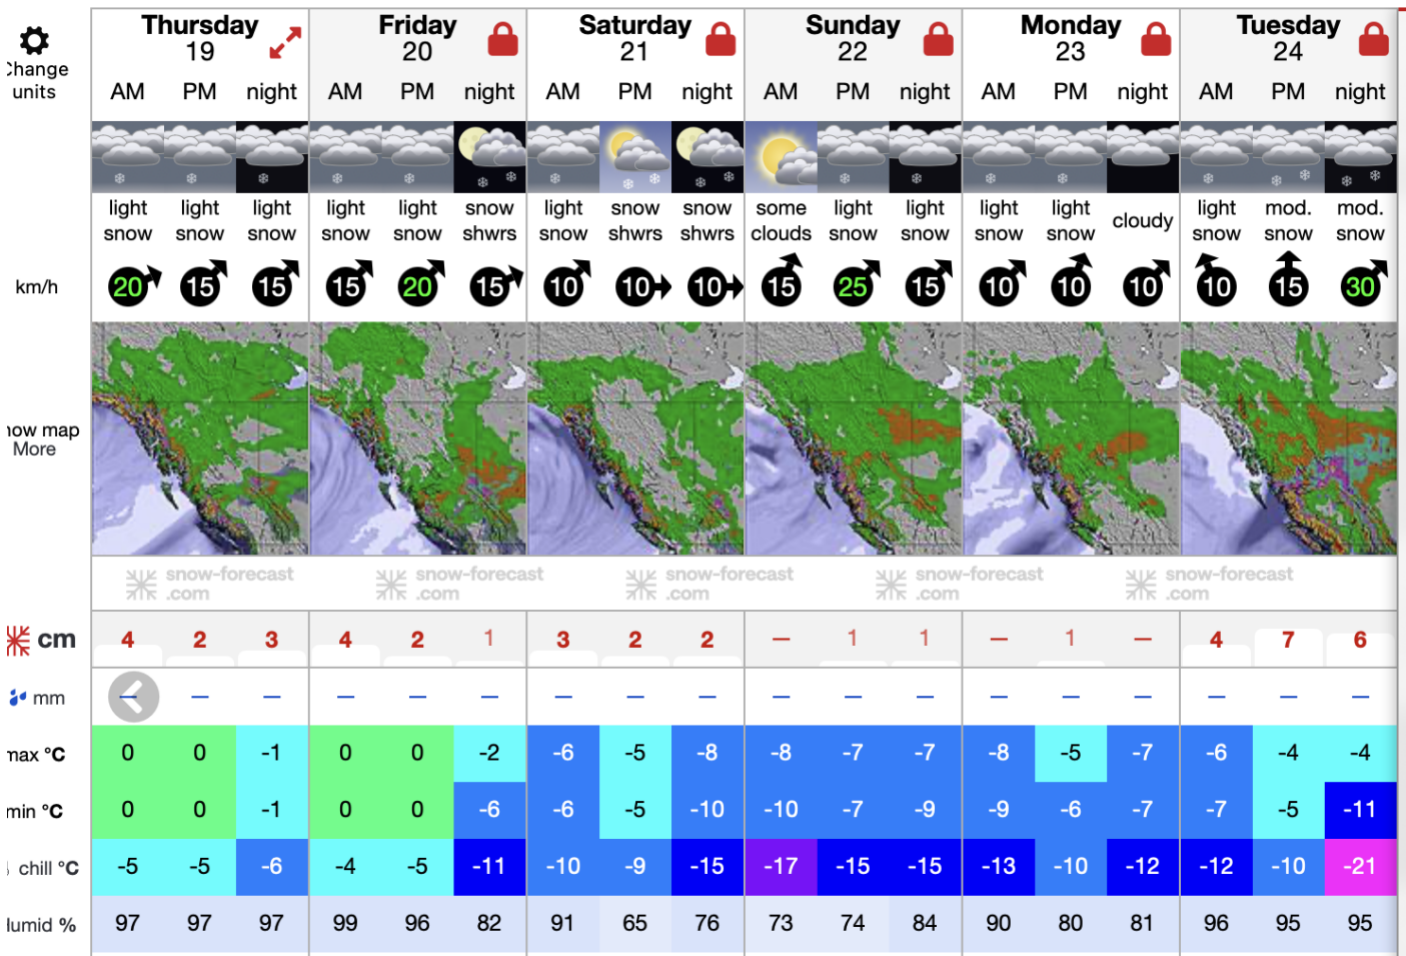 Thursday Friday Saturday Sunday Monday Tuesday
19 20 21 22 23 24
Change
units
AM PM night AM PM night AM PM night AM PM night AM PM night AM PM night
light light light light light snow light snow snow some light light light light cloudy light mod. mod.
snow snow snow snow snow shwrs snow shwrs shwrs clouds snow snow snow snow snow snow snow
km/h 20 15 15 15 20 15 10 10 10 15 25 15 10 10 10 10 15 30
now map
More
snow-forecast snow-forecast snow-forecast snow-forecast snow-forecast
.com .com .com .com .com
cm 4 2 3 4 2 1 3 2 2 — 1 1 — 1 — 4 7 6
mm — — — — — — — — — — — — — — — — — —
max °C 0 0 -1 0 0 -2 -6 -5 -8 -8 -7 -7 -8 -5 -7 -6 -4 -4
min °C 0 0 -1 0 0 -6 -6 -5 -10 -10 -7 -9 -9 -6 -7 -7 -5 -11
chill °C -5 -5 -6 -4 -5 -11 -10 -9 -15 -17 -15 -15 -13 -10 -12 -12 -10 -21
Humid % 97 97 97 99 96 82 91 65 76 73 74 84 90 80 81 96 95 95